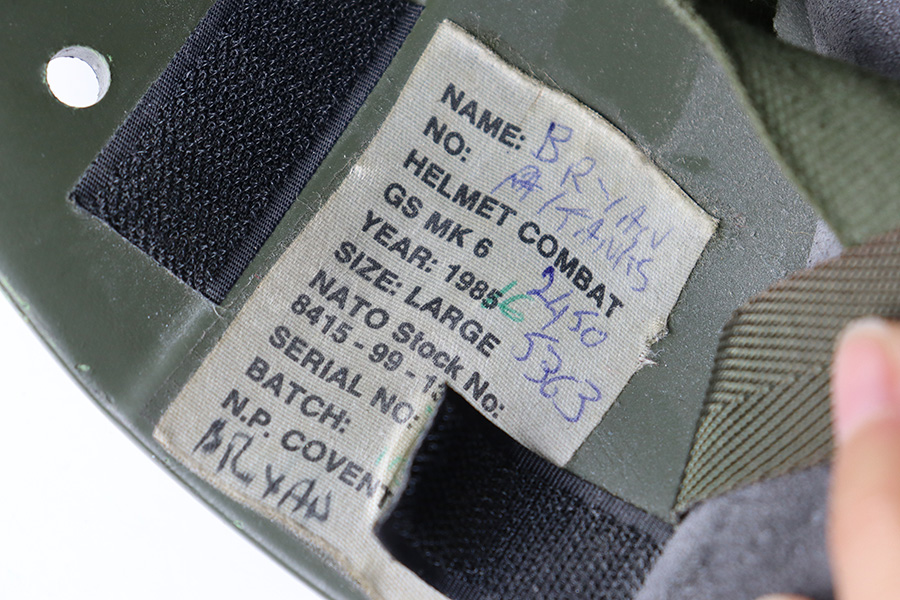 NAME: BRYAN
NO:
HELMET COMBAT
GS MK 6 2450
YEAR: 1985
SIZE: LARGE 5363
NATO Stock No:
8415 - 99 - 1
SERIAL NO:
BATCH:
N.P. COVENT
BRYAN